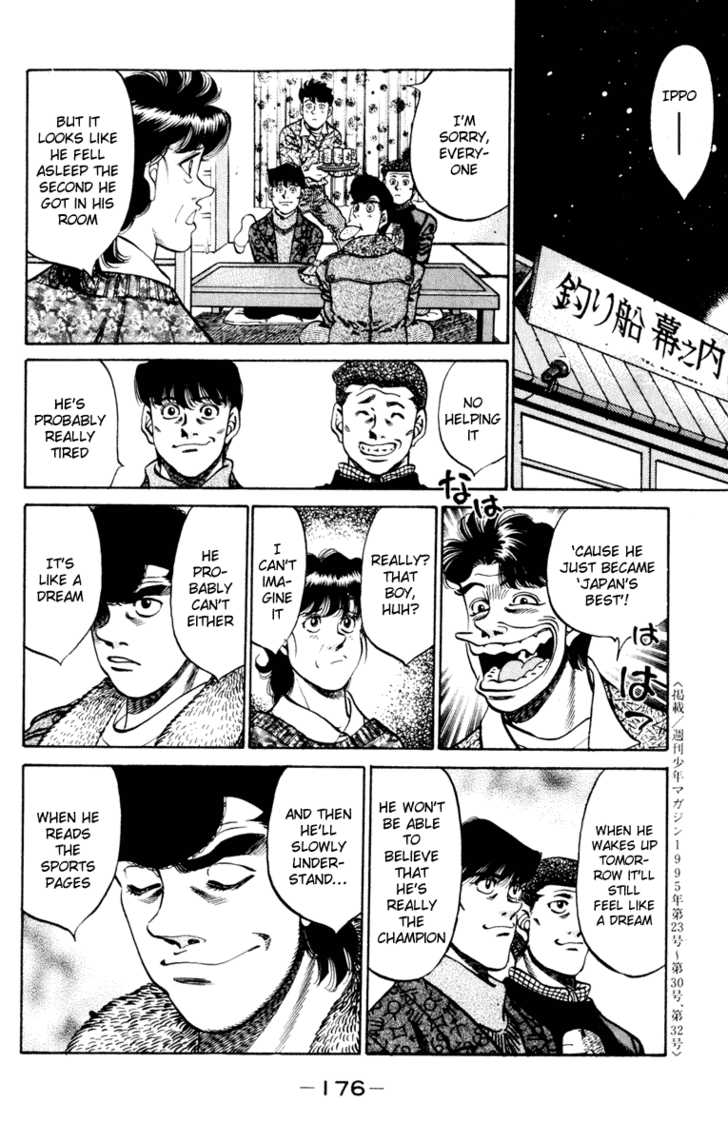 IPPO
—
釣り船 幕之内
I'M
SORRY,
EVERY-
ONE
BUT IT
LOOKS LIKE
HE FELL
ASLEEP THE
SECOND HE
GOT IN HIS
ROOM
NO
HELPING
IT
HE'S
PROBABLY
REALLY
TIRED
'CAUSE HE
JUST BECAME
'JAPAN'S
BEST'!
なは
はは
REALLY?
THAT
BOY,
HUH?
I
CAN'T
IMA-
GINE
IT
HE
PRO-
BABLY
CAN'T
EITHER
IT'S
LIKE A
DREAM
WHEN HE
WAKES UP
TOMOR-
ROW IT'LL
STILL
FEEL LIKE
A DREAM
HE WON'T
BE ABLE
TO
BELIEVE
THAT
HE'S
REALLY
THE
CHAMPION
AND THEN
HE'LL
SLOWLY
UNDER-
STAND...
WHEN HE
READS
THE
SPORTS
PAGES
《掲載/週刊少年マガジン1995年第23号~第30号、第32号》
—176—